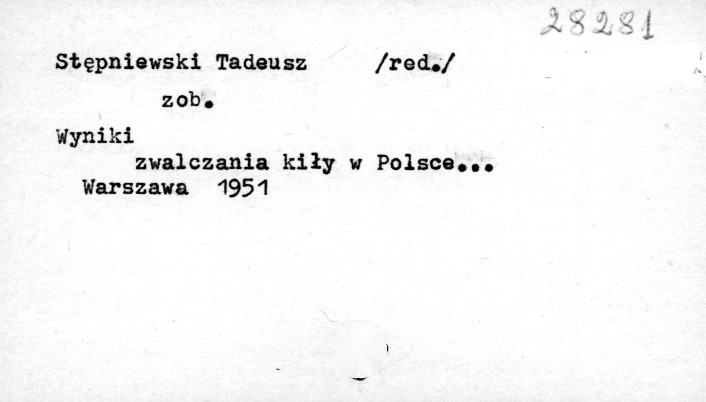 28281
Stępniewski Tadeusz /red./
zob.
Wyniki
zwalczania kiły w Polsce...
Warszawa 1951